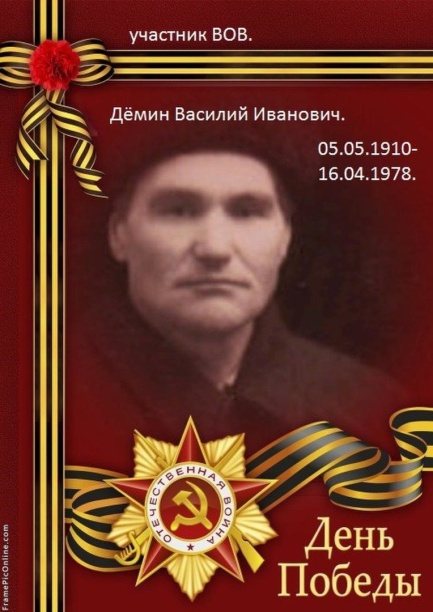 участник ВОВ.
Дёмин Василий Иванович.
05.05.1910-
16.04.1978.
ОТЕЧЕСТВЕННАЯ ВОЙНА
День
Победы
FramePicOnline.com